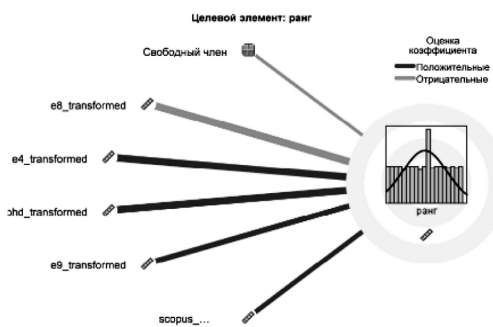 Целевой элемент: ранг
Свободный член
Оценка
коэффициента
Положительные
Отрицательные
e8_transformed
e4_transformed
phd_transformed
e9_transformed
scopus_...
ранг